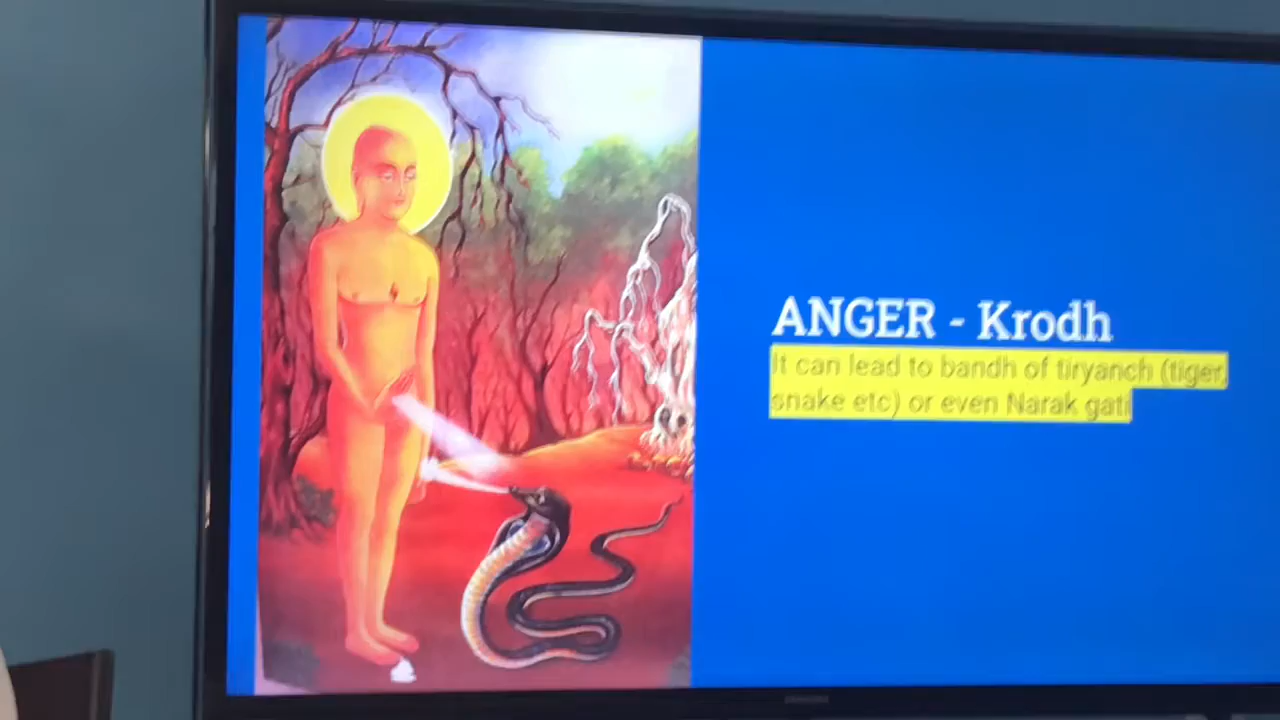 ANGER - Krodh
It can lead to bandh of tiryanch (tiger,
snake etc) or even Narak gati